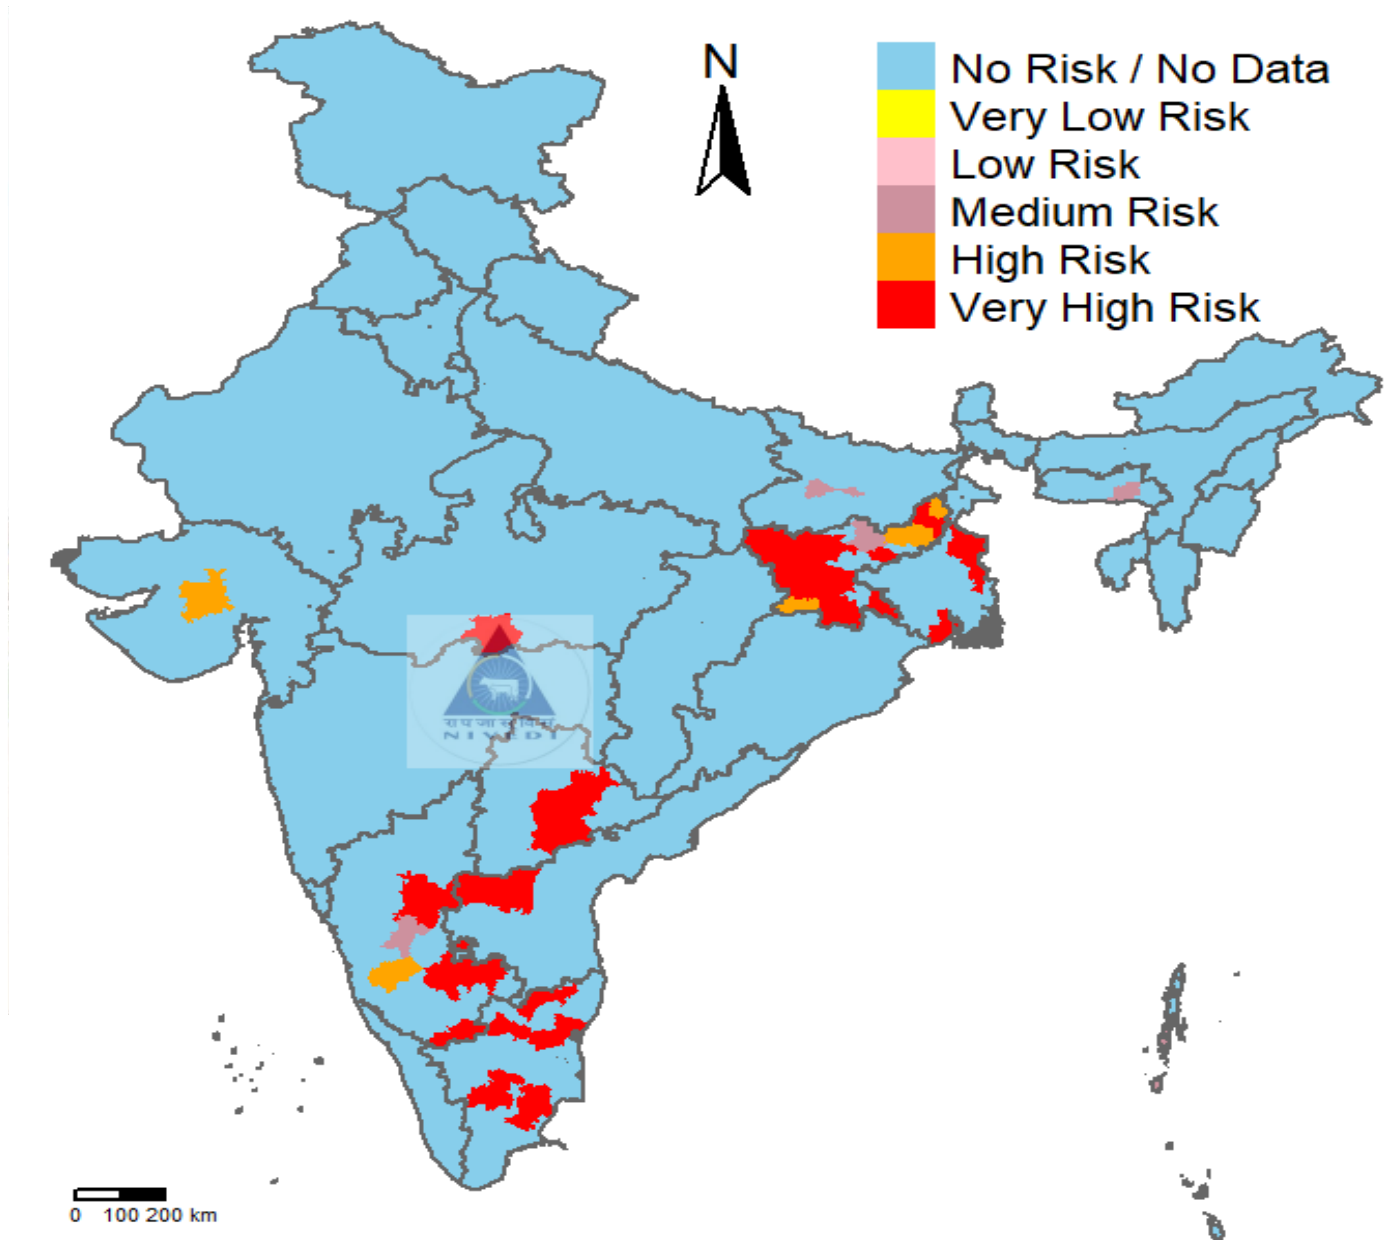 N
No Risk / No Data
Very Low Risk
Low Risk
Medium Risk
High Risk
Very High Risk
NIVEDI
0 100 200 km